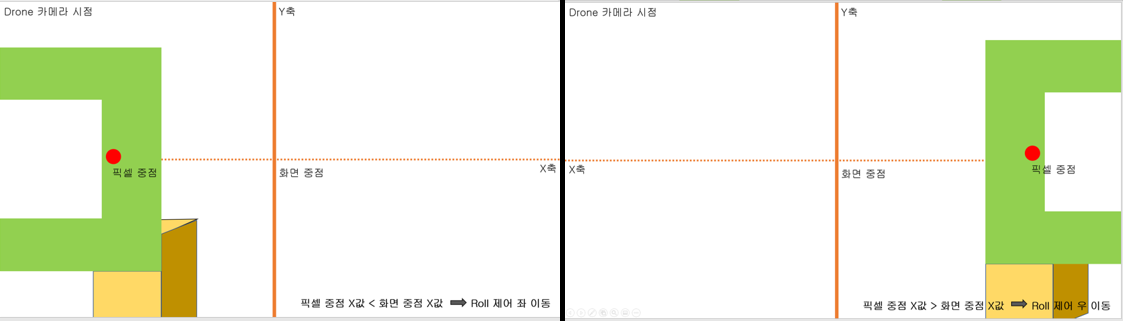 Drone 카메라 시점
Y축
픽셀 중점
화면 중점
X축
픽셀 중점 X값 < 화면 중점 X값 ➡ Roll 제어 좌 이동
Drone 카메라 시점
Y축
X축
화면 중점
픽셀 중점
픽셀 중점 X값 > 화면 중점 X값 ➡ Roll 제어 우 이동